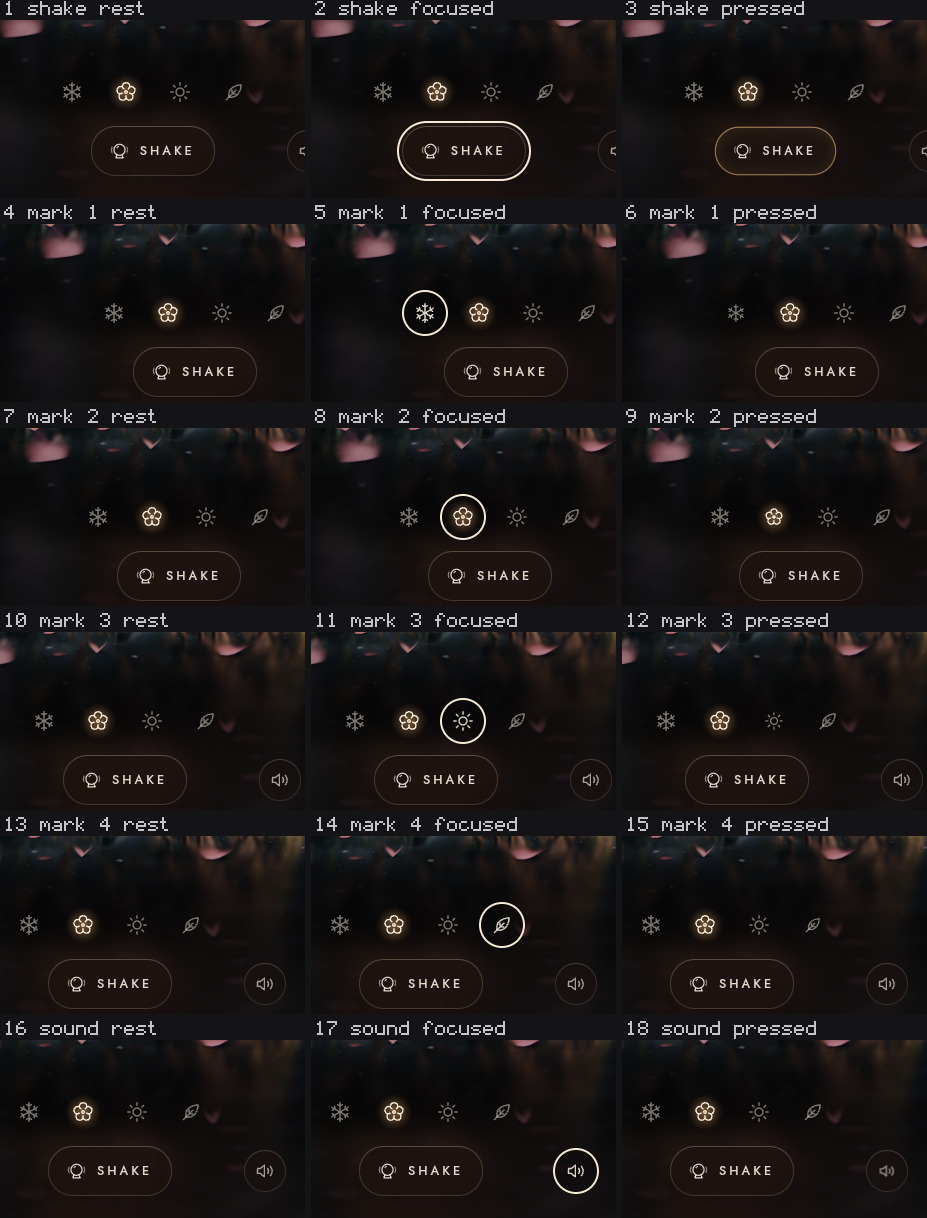 1 shake rest
2 shake focused
3 shake pressed
SHAKE
SHAKE
SHAKE
4 mark 1 rest
5 mark 1 focused
6 mark 1 pressed
SHAKE
SHAKE
SHAKE
7 mark 2 rest
8 mark 2 focused
9 mark 2 pressed
SHAKE
SHAKE
SHAKE
10 mark 3 rest
11 mark 3 focused
12 mark 3 pressed
SHAKE
SHAKE
SHAKE
13 mark 4 rest
14 mark 4 focused
15 mark 4 pressed
SHAKE
SHAKE
SHAKE
16 sound rest
17 sound focused
18 sound pressed
SHAKE
SHAKE
SHAKE